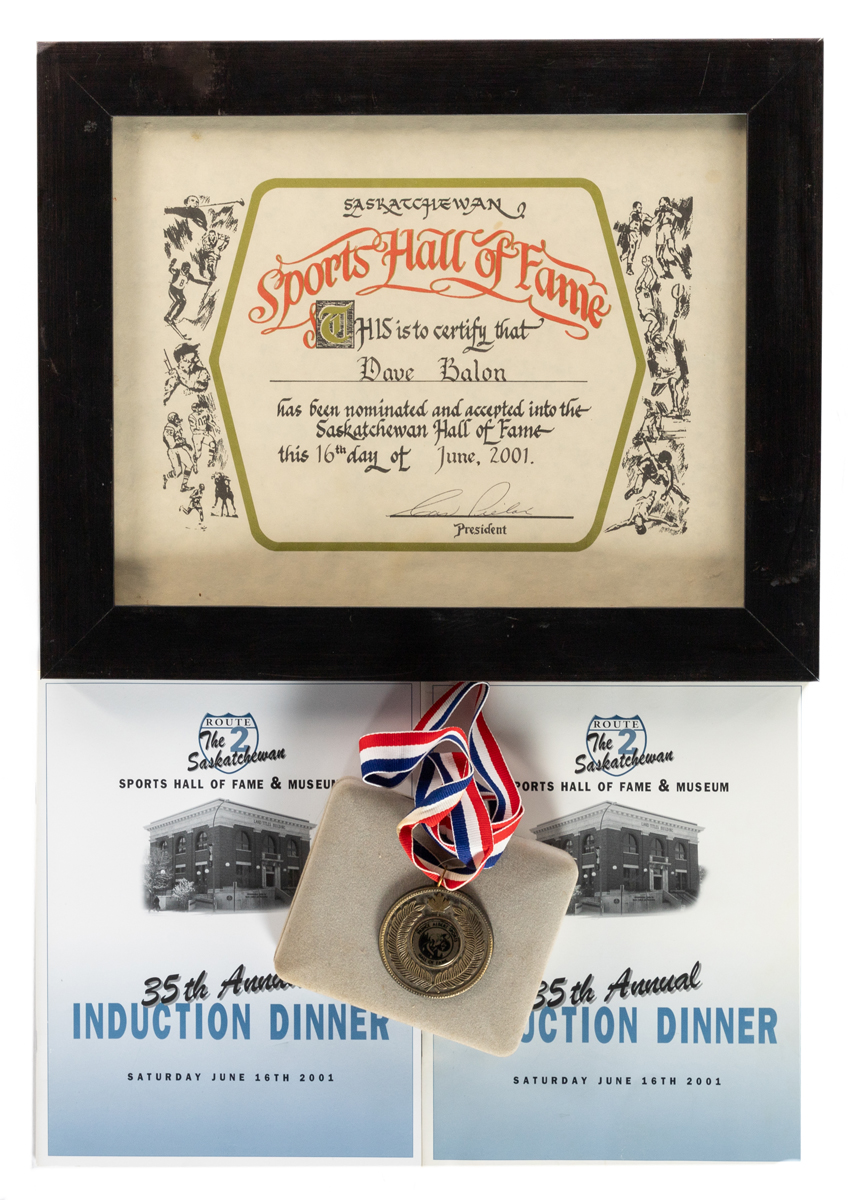 SASKATCHEWAN
Sports Hall of Fame
THIS is to certify that
Dave Balon
has been nominated and accepted into the
Saskatchewan Hall of Fame
this 16th day of June, 2001.
President
ROUTE
2
The
Saskatchewan
SPORTS HALL OF FAME & MUSEUM
35th Annual
INDUCTION DINNER
SATURDAY JUNE 16TH 2001
ROUTE
2
The
Saskatchewan
SPORTS HALL OF FAME & MUSEUM
35th Annual
INDUCTION DINNER
SATURDAY JUNE 16TH 2001